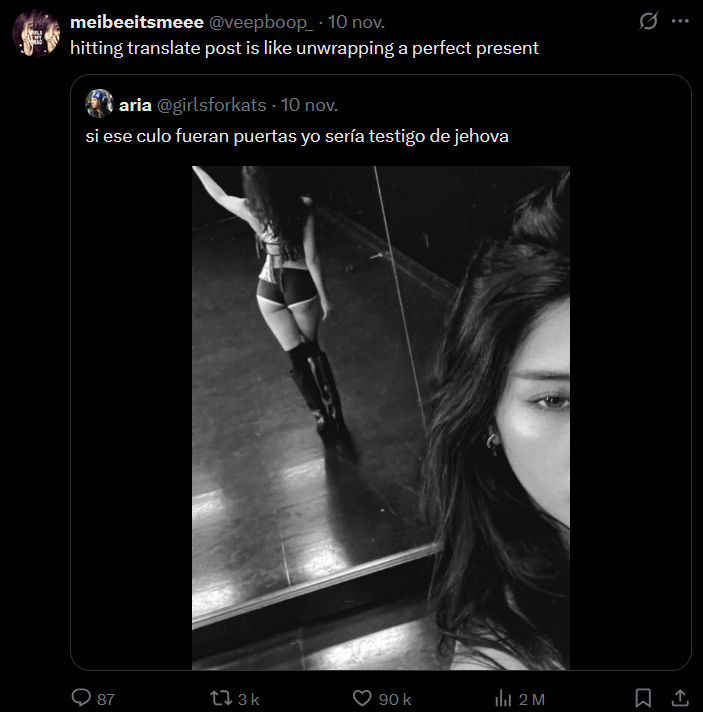 meibeeitsmeee @veepboop_ · 10 nov.
hitting translate post is like unwrapping a perfect present
aria @girlsforkats · 10 nov.
si ese culo fueran puertas yo sería testigo de jehova
87 3 k 90 k 2 M